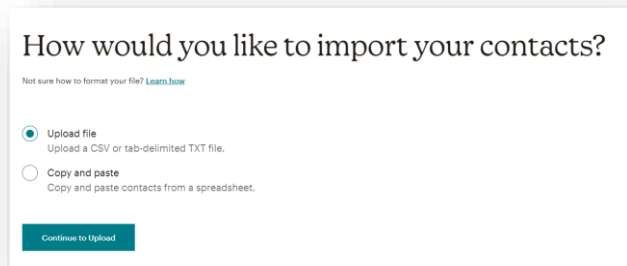 How would you like to import your contacts?
Not sure how to format your file? Learn how
Upload file
Upload a CSV or tab-delimited TXT file.
Copy and paste
Copy and paste contacts from a spreadsheet.
Continue to Upload